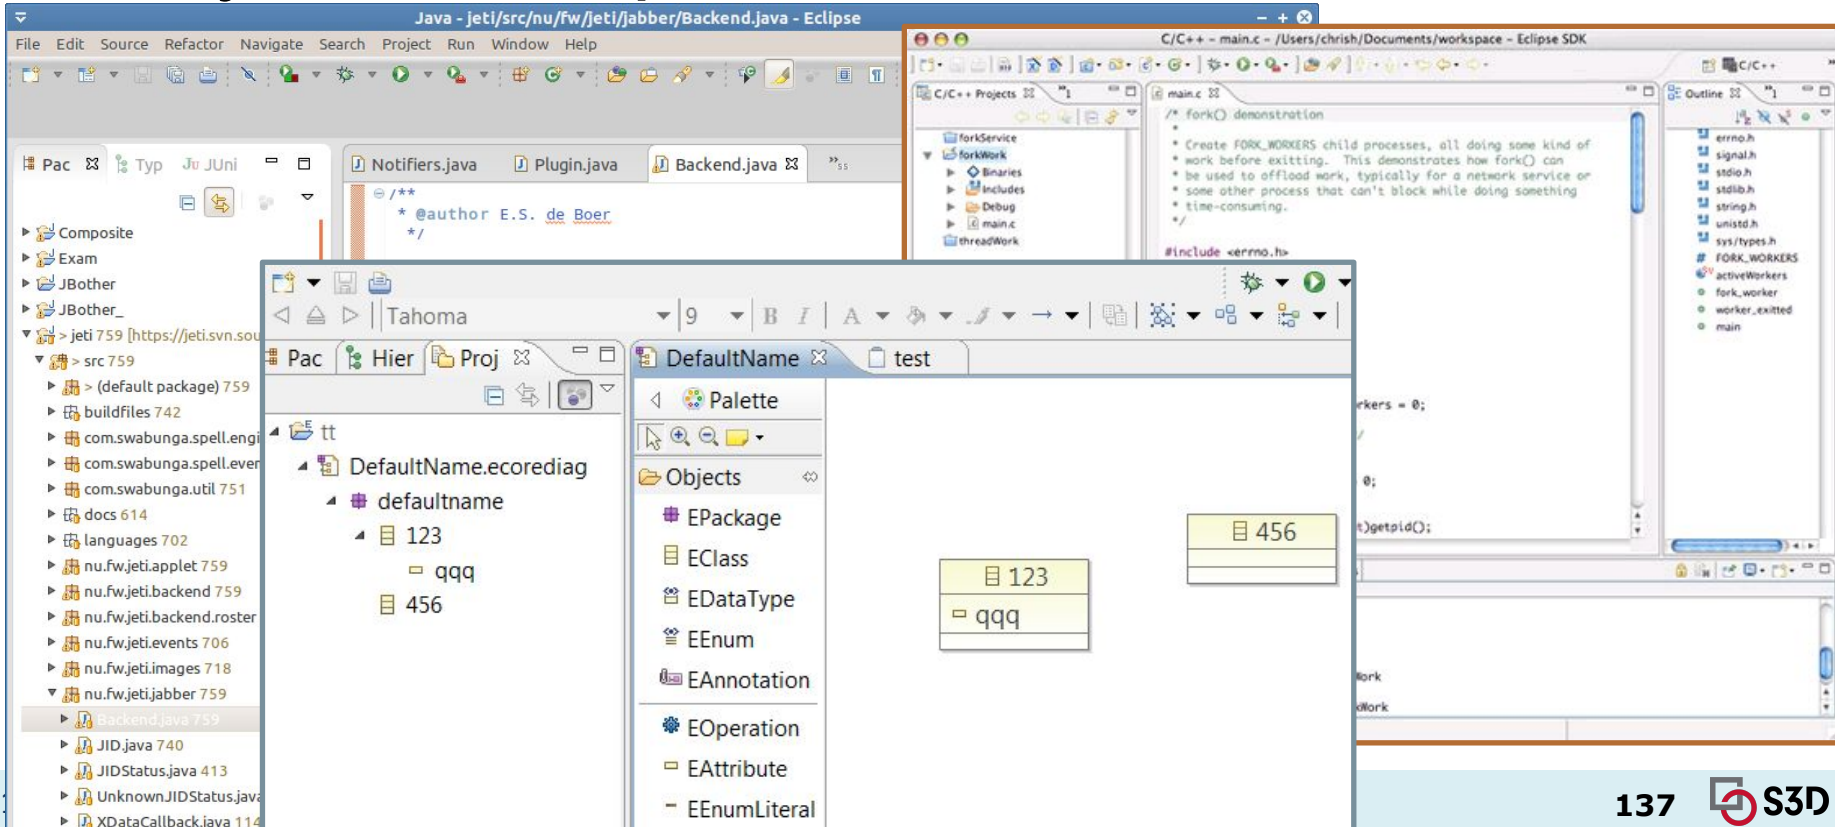 Java - jeti/src/nu/fw/jeti/jabber/Backend.java - Eclipse
File Edit Source Refactor Navigate Search Project Run Window Help
Pac Typ JUni
Notifiers.java Plugin.java Backend.java
/**
* @author E.S. de Boer
*/
Composite
Exam
JBother
JBother_
> jeti 759 [https://jeti.svn.sou
> src 759
> (default package) 759
buildfiles 742
com.swabunga.spell.engi
com.swabunga.spell.ever
com.swabunga.util 751
docs 614
languages 702
nu.fw.jeti.applet 759
nu.fw.jeti.backend 759
nu.fw.jeti.backend.roster
nu.fw.jeti.events 706
nu.fw.jeti.images 718
nu.fw.jeti.jabber 759
Backend.java 759
JID.java 740
JIDStatus.java 413
UnknownJIDStatus.java
XDataCallback.java 114
C/C++ - main.c - /Users/chrish/Documents/workspace - Eclipse SDK
C/C++
C/C++ Projects
main.c
Outline
forkService
forkWork
Binaries
Includes
Debug
main.c
threadWork
/* fork() demonstration
*
* Create FORK_WORKERS child processes, all doing some kind of
* work before exitting. This demonstrates how fork() can
* be used to offload work, typically for a network service or
* some other process that can't block while doing something
* time-consuming.
*/
#include <errno.h>
rkers = 0;
/
0;
t)getpid();
errno.h
signal.h
stdio.h
stdlib.h
string.h
unistd.h
sys/types.h
# FORK_WORKERS
activeWorkers
fork_worker
worker_exitted
main
Tahoma 9 B I A
Pac Hier Proj
DefaultName test
tt
DefaultName.ecorediag
defaultname
123
qqq
456
Palette
Objects
EPackage
EClass
EDataType
EEnum
EAnnotation
EOperation
EAttribute
EEnumLiteral
123
qqq
456
137
S3D